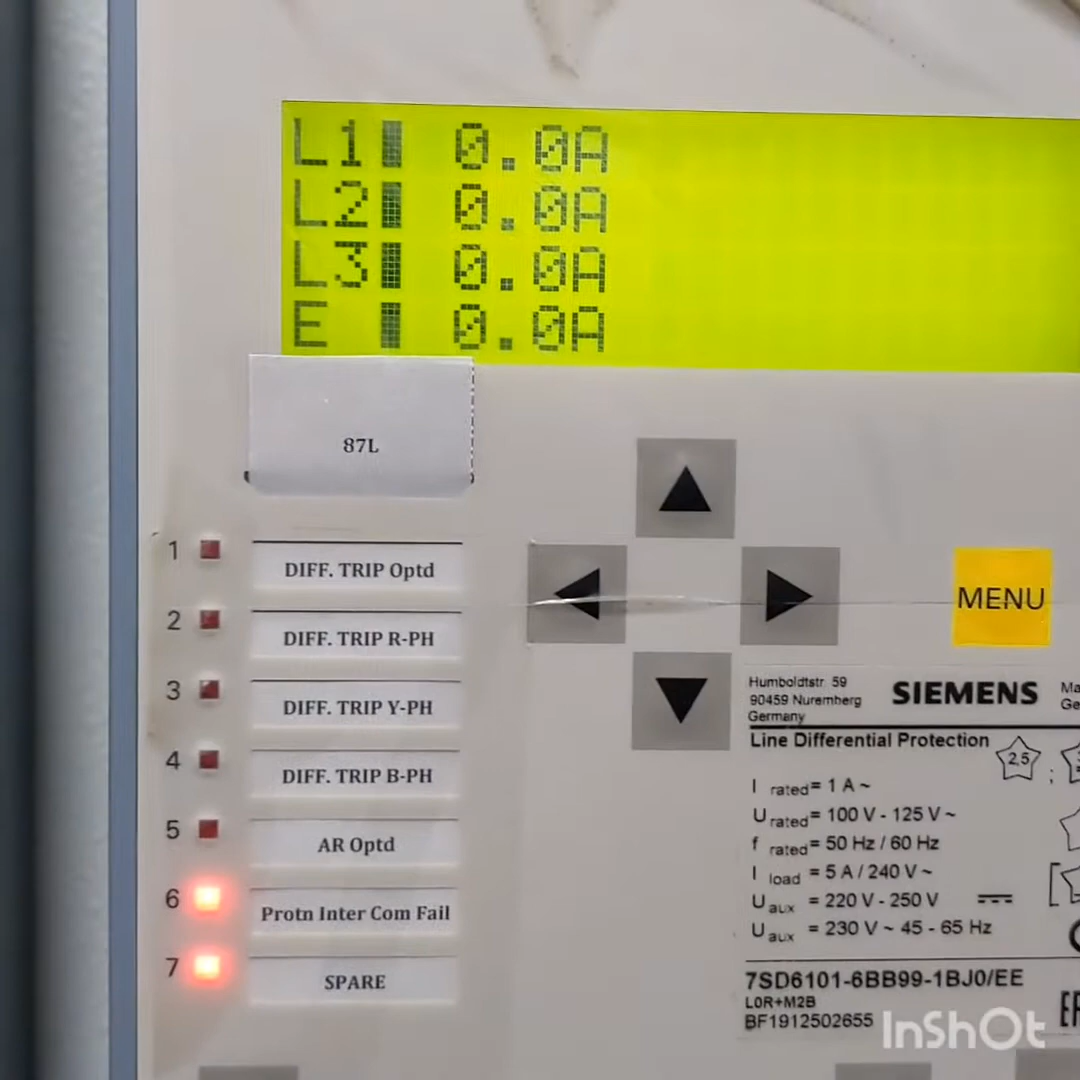 L1 0.0A
L2 0.0A
L3 0.0A
E 0.0A
87L
1 DIFF. TRIP Optd
2 DIFF. TRIP R-PH
3 DIFF. TRIP Y-PH
4 DIFF. TRIP B-PH
5 AR Optd
6 Protn Inter Com Fail
7 SPARE
MENU
Humboldtstr. 59
90459 Nuremberg
Germany
SIEMENS
Line Differential Protection
2,5
;
I rated= 1 A ~
U rated= 100 V - 125 V ~
f rated= 50 Hz / 60 Hz
I load = 5 A / 240 V ~
U aux = 220 V - 250 V
U aux = 230 V ~ 45 - 65 Hz
7SD6101-6BB99-1BJ0/EE
L0R+M2B
BF1912502655
InShOt